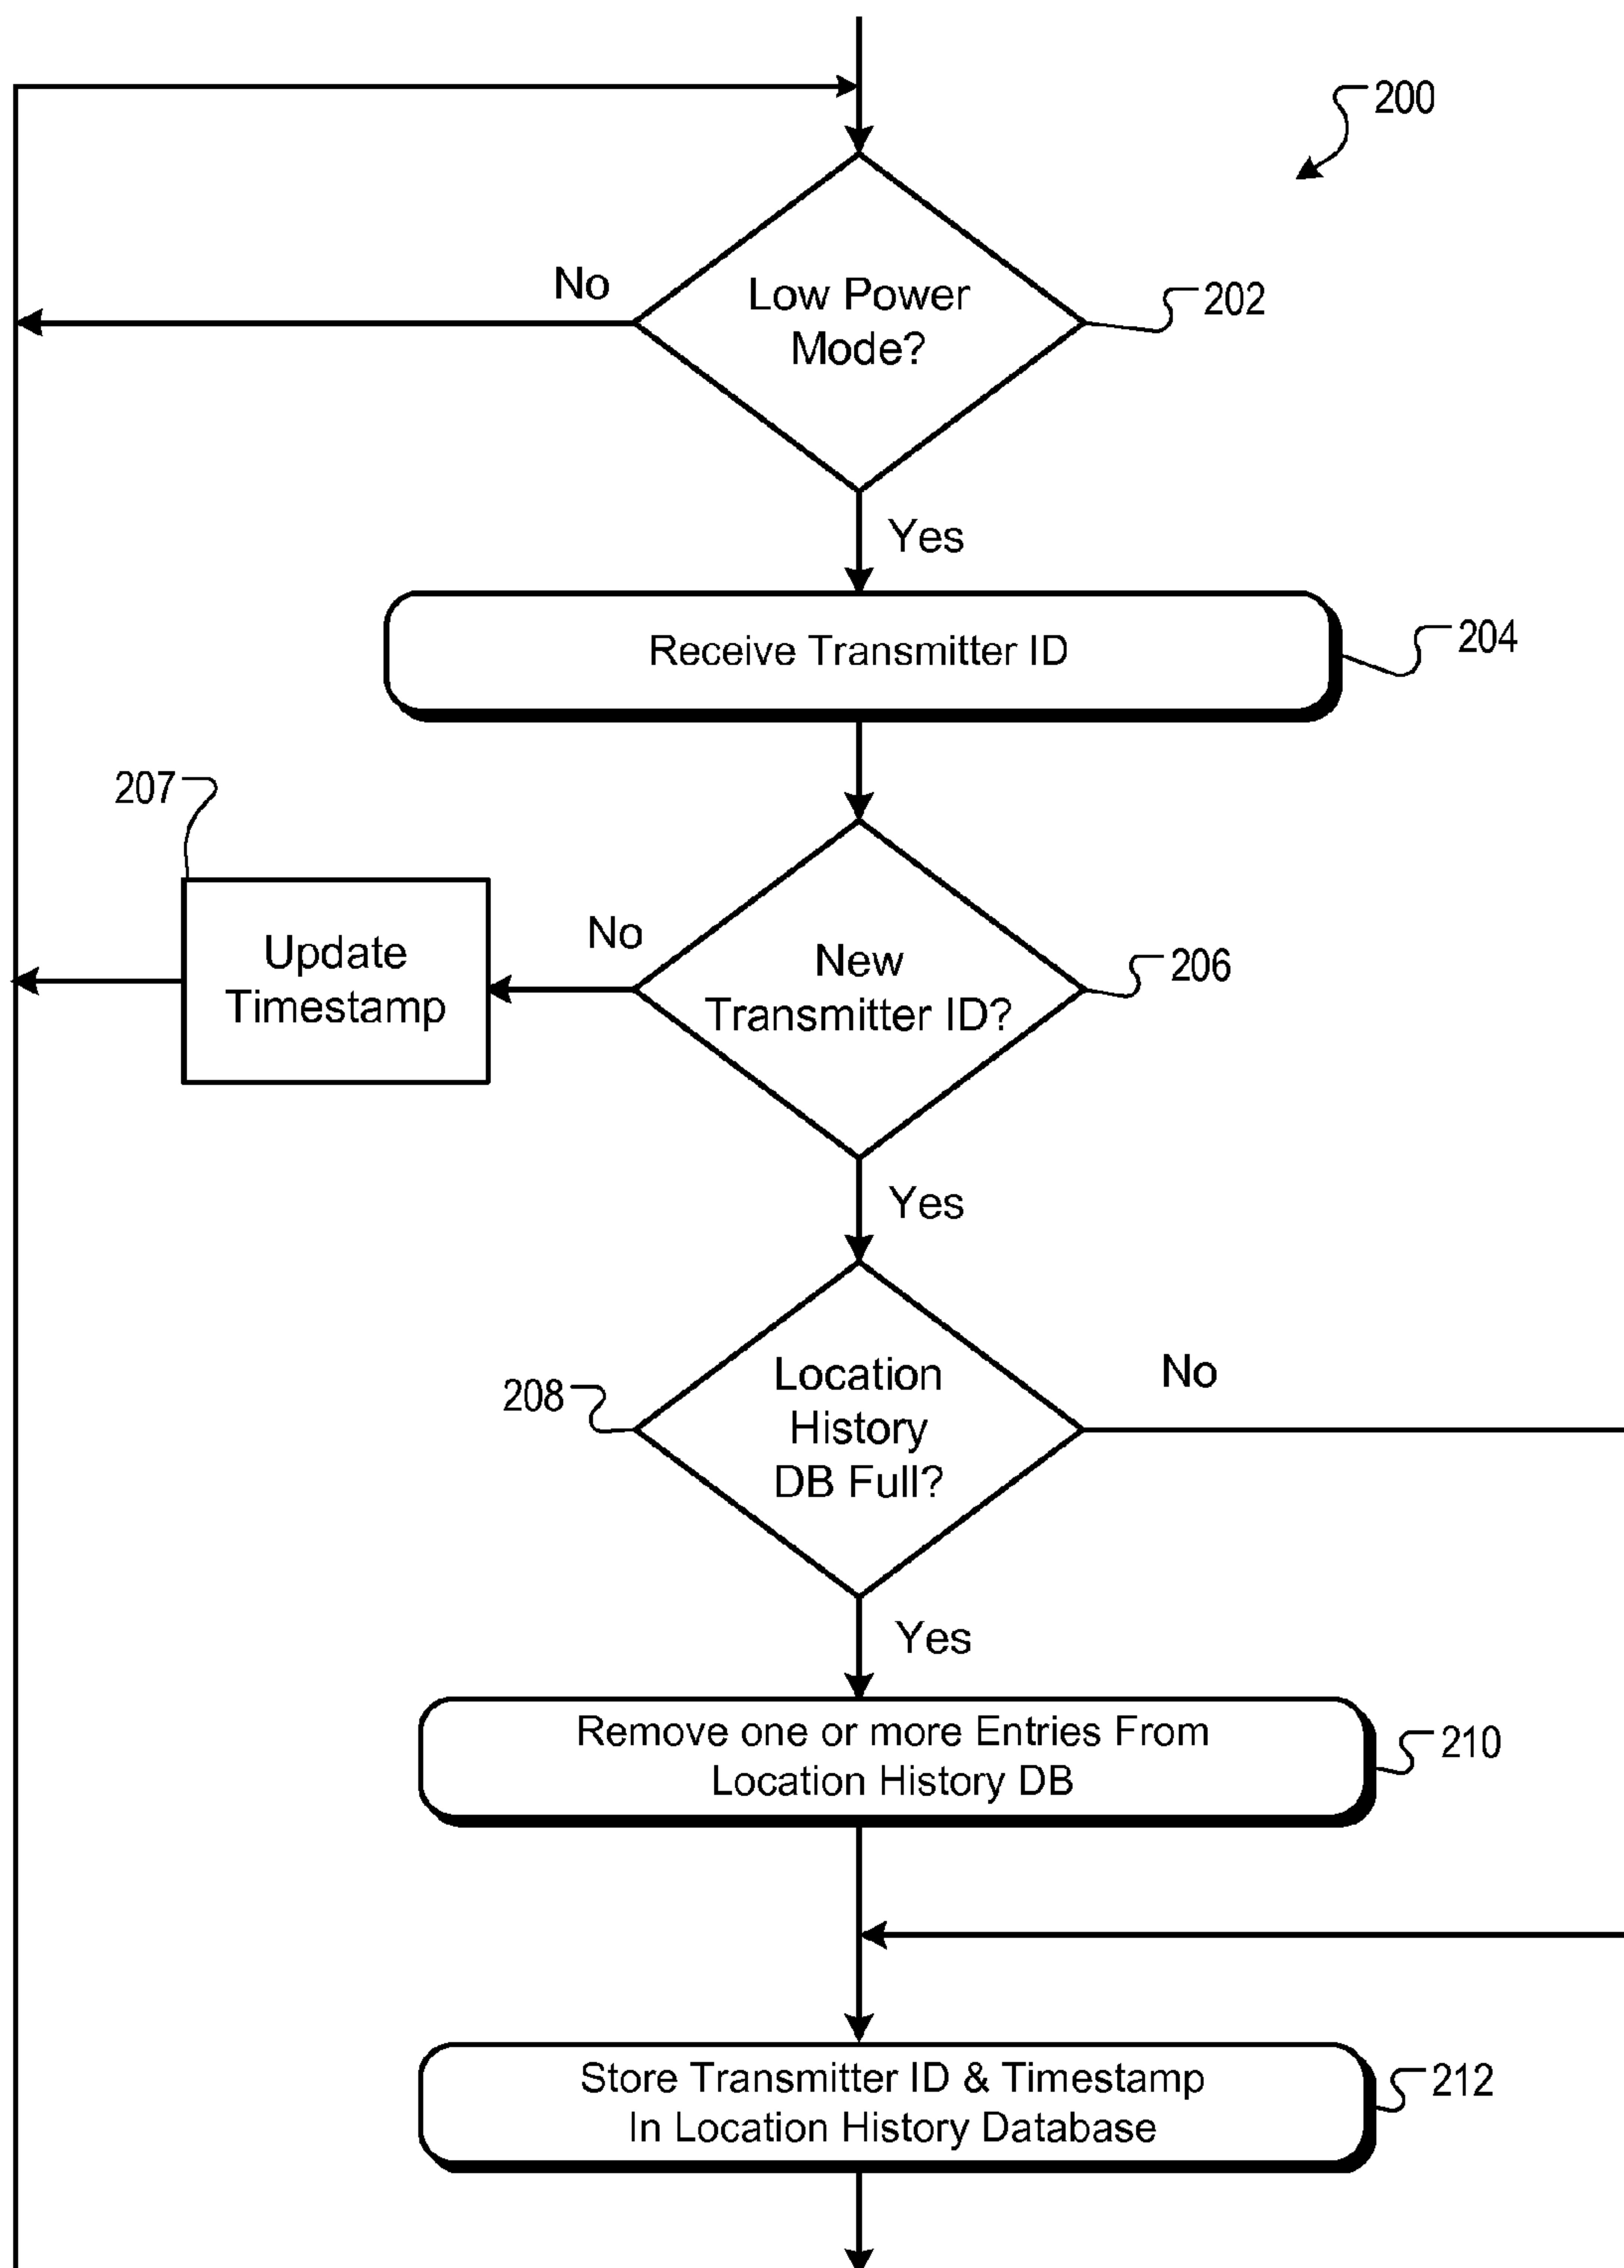 200
No
Low Power
Mode?
202
Yes
Receive Transmitter ID
204
207
Update
Timestamp
No
New
Transmitter ID?
206
Yes
208
Location
History
DB Full?
No
Yes
Remove one or more Entries From
Location History DB
210
Store Transmitter ID & Timestamp
In Location History Database
212